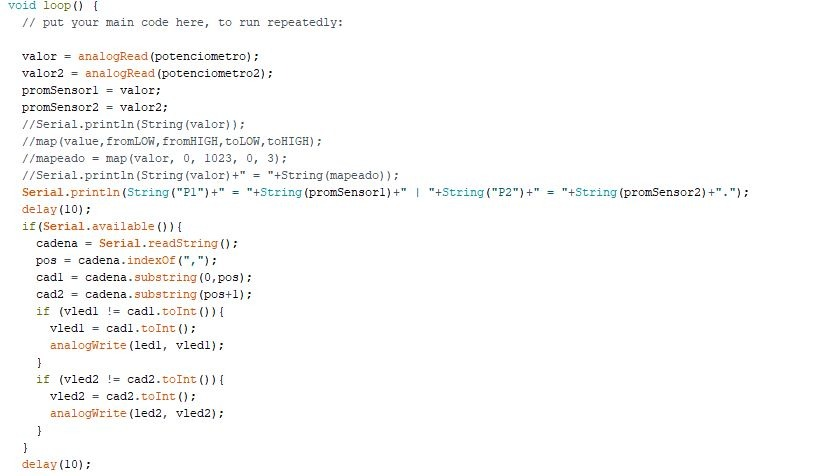 void loop() {
  // put your main code here, to run repeatedly:

  valor = analogRead(potenciometro);
  valor2 = analogRead(potenciometro2);
  promSensor1 = valor;
  promSensor2 = valor2;
  //Serial.println(String(valor));
  //map(value,fromLOW,fromHIGH,toLOW,toHIGH);
  //mapeado = map(valor, 0, 1023, 0, 3);
  //Serial.println(String(valor)+" = "+String(mapeado));
  Serial.println(String("P1")+" = "+String(promSensor1)+" | "+String("P2")+" = "+String(promSensor2)+".");
  delay(10);
  if(Serial.available()){
    cadena = Serial.readString();
    pos = cadena.indexOf(",");
    cad1 = cadena.substring(0,pos);
    cad2 = cadena.substring(pos+1);
    if (vled1 != cad1.toInt()){
      vled1 = cad1.toInt();
      analogWrite(led1, vled1);
    }
    if (vled2 != cad2.toInt()){
      vled2 = cad2.toInt();
      analogWrite(led2, vled2);
    }
  }
  delay(10);